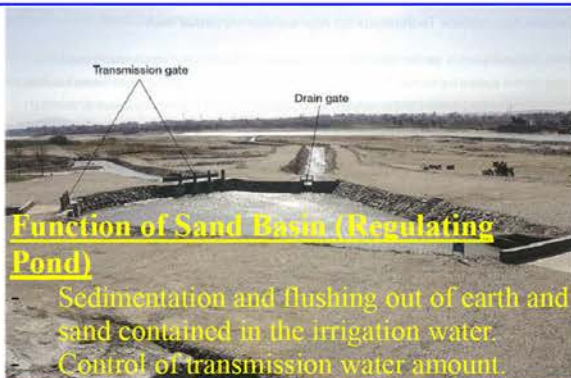 Transmission gate
Drain gate
Function of Sand Basin (Regulating
Pond)
Sedimentation and flushing out of earth and
sand contained in the irrigation water.
Control of transmission water amount.